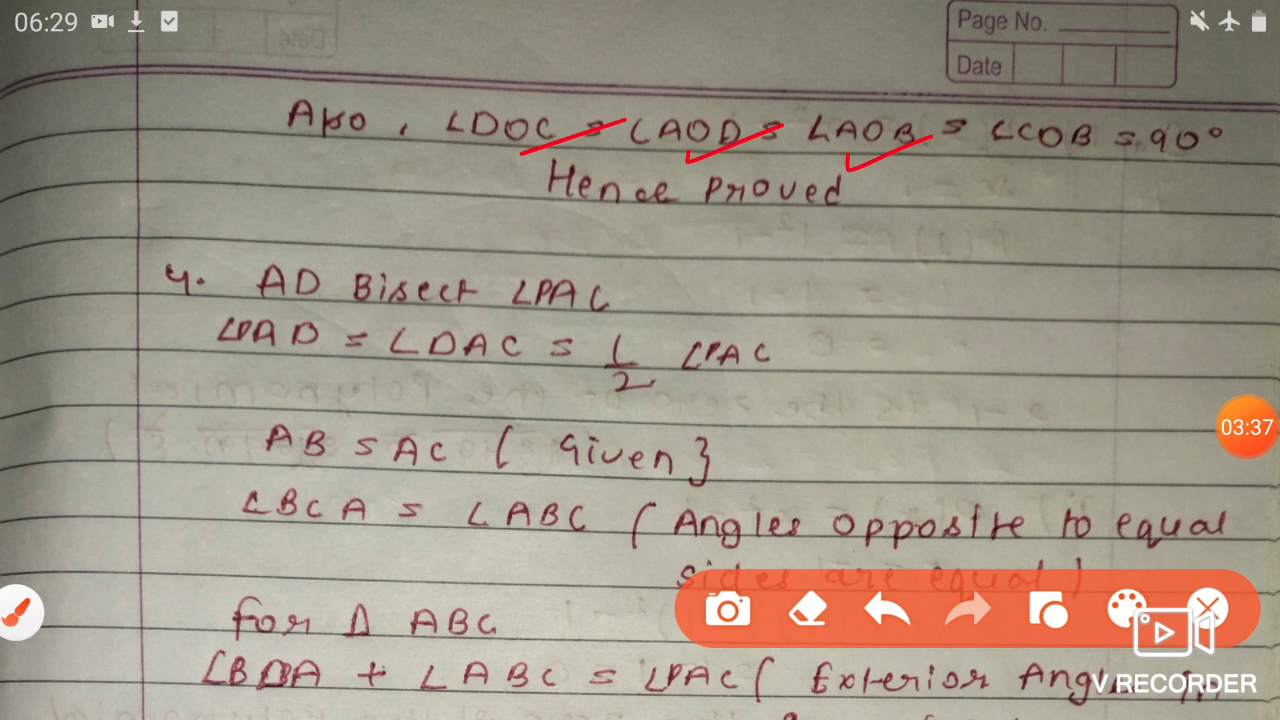 06:29
Page No.
Date
Also, ∠DOC = ∠AOD = ∠AOB = ∠COB = 90°
Hence Proved
4. AD Bisect ∠PAC
∠PAD = ∠DAC = 1/2 ∠PAC
AB = AC ( Given }
∠BCA = ∠ABC ( Angles opposite to equal
sides are equal )
03:37
for Δ ABC
+ ∠ABC = ∠PAC ( Exterior
V RECORDER